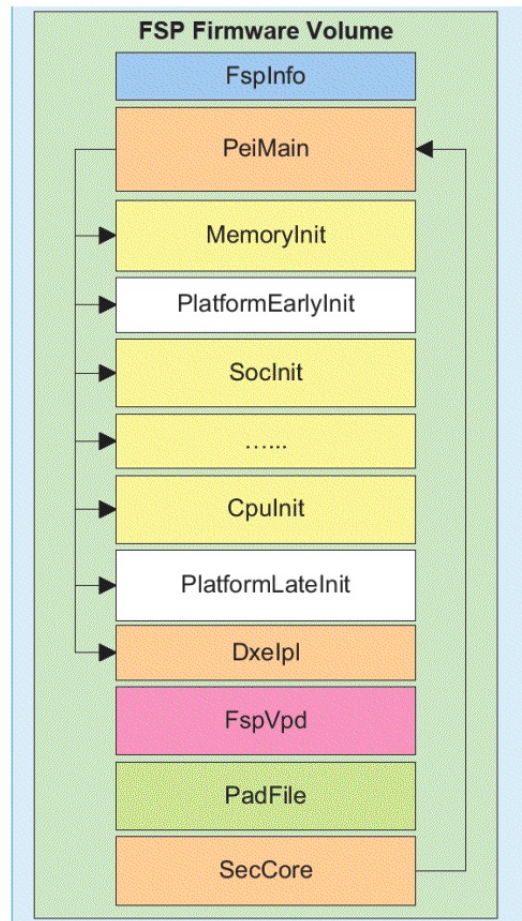 FSP Firmware Volume
FspInfo
PeiMain
MemoryInit
PlatformEarlyInit
SocInit
…...
CpuInit
PlatformLateInit
DxeIpl
FspVpd
PadFile
SecCore